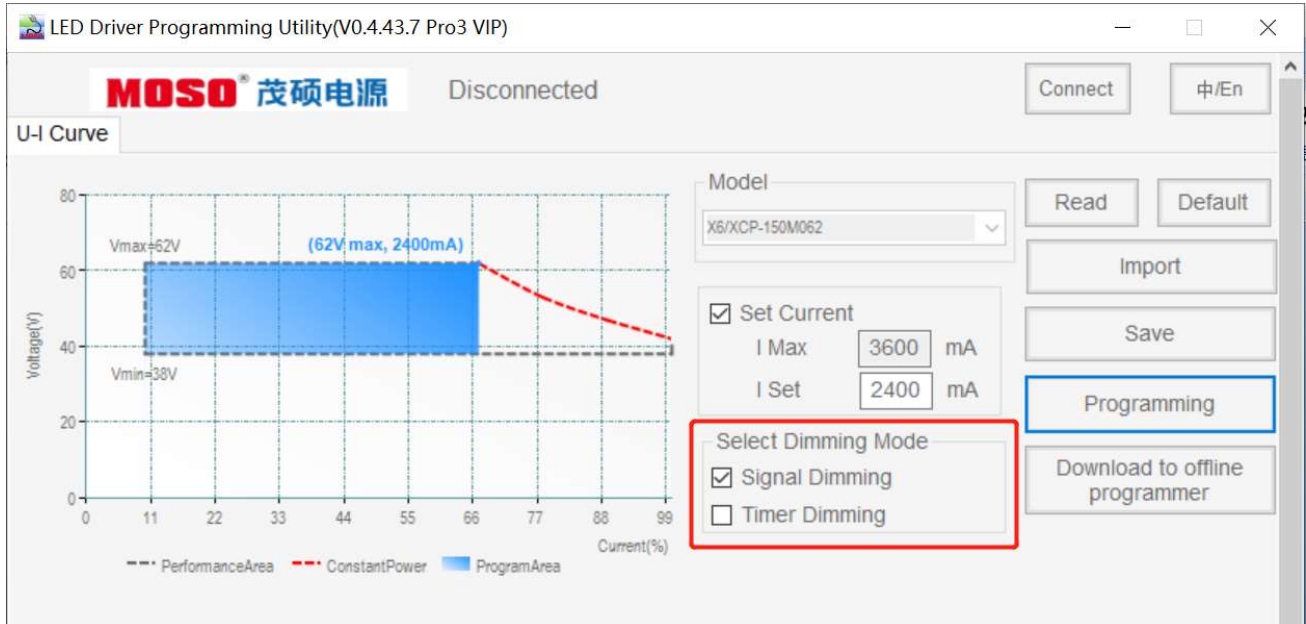 LED Driver Programming Utility(V0.4.43.7 Pro3 VIP)
MOSO® 茂硕电源
Disconnected
Connect
中/En
U-I Curve
80
60
40
20
0
Voltage(V)
Vmax=62V
(62V max, 2400mA)
Vmin=38V
0 11 22 33 44 55 66 77 88 99
Current(%)
PerformanceArea ConstantPower ProgramArea
Model
X6/XCP-150M062
Set Current
I Max 3600 mA
I Set 2400 mA
Select Dimming Mode
Signal Dimming
Timer Dimming
Read
Default
Import
Save
Programming
Download to offline
programmer